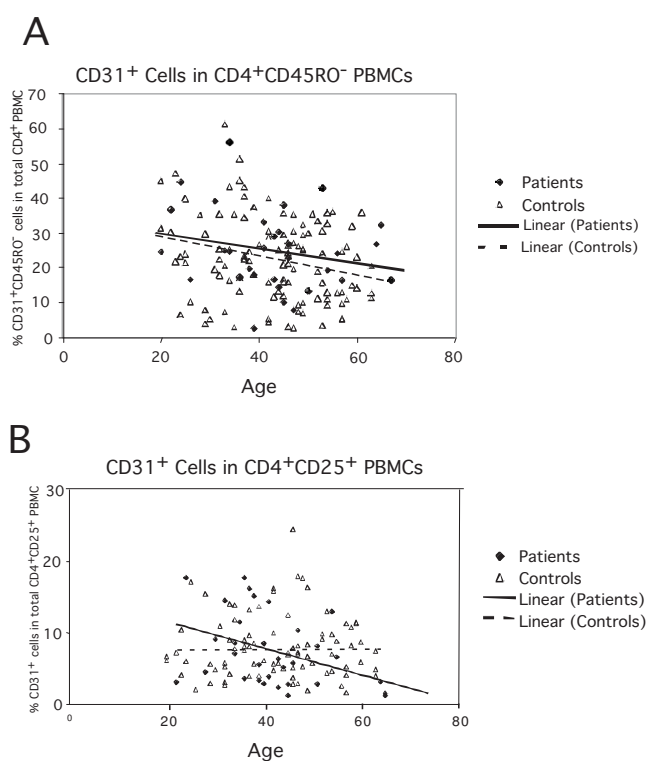 A
CD31+ Cells in CD4+CD45RO- PBMCs
% CD31+CD45RO- cells in total CD4+PBMC
70
60
50
40
30
20
10
0
0 20 40 60 80
Age
Patients
Controls
Linear (Patients)
Linear (Controls)
B
CD31+ Cells in CD4+CD25+ PBMCs
% CD31+ cells in total CD4+CD25+ PBMC
30
20
10
0
0 20 40 60 80
Age
Patients
Controls
Linear (Patients)
Linear (Controls)